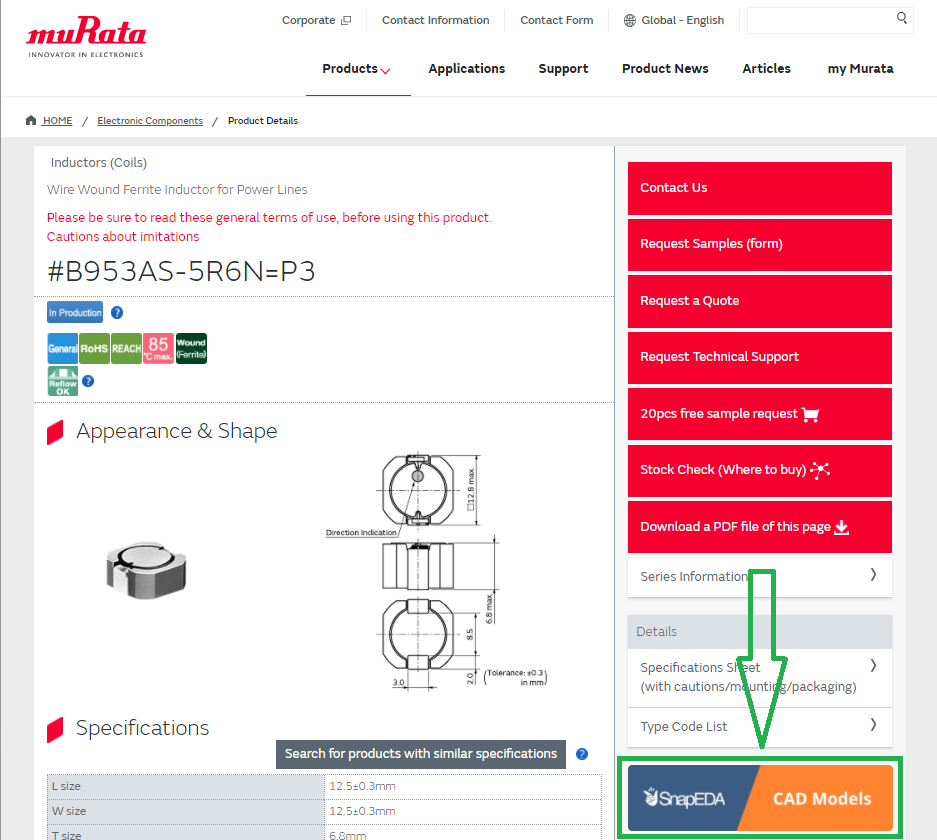 muRata
INNOVATOR IN ELECTRONICS
Corporate
Contact Information
Contact Form
Global - English
Products
Applications
Support
Product News
Articles
my Murata
HOME / Electronic Components / Product Details
Inductors (Coils)
Wire Wound Ferrite Inductor for Power Lines
Please be sure to read these general terms of use, before using this product.
Cautions about imitations
#B953AS-5R6N=P3
In Production ?
General
RoHS
REACH
85
°C max.
Wound
(Ferrite)
Reflow
OK
?
Appearance & Shape
□12.8 max.
Direction Indication
6.8 max.
8.5
2.0
3.0
(Tolerance: ±0.3)
in mm
Specifications
Search for products with similar specifications ?
L size 12.5±0.3mm
W size 12.5±0.3mm
T size 6.8mm
Contact Us
Request Samples (form)
Request a Quote
Request Technical Support
20pcs free sample request
Stock Check (Where to buy)
Download a PDF file of this page
Series Information
Details
Specifications Sheet
(with cautions/mounting/packaging)
Type Code List
SnapEDA CAD Models